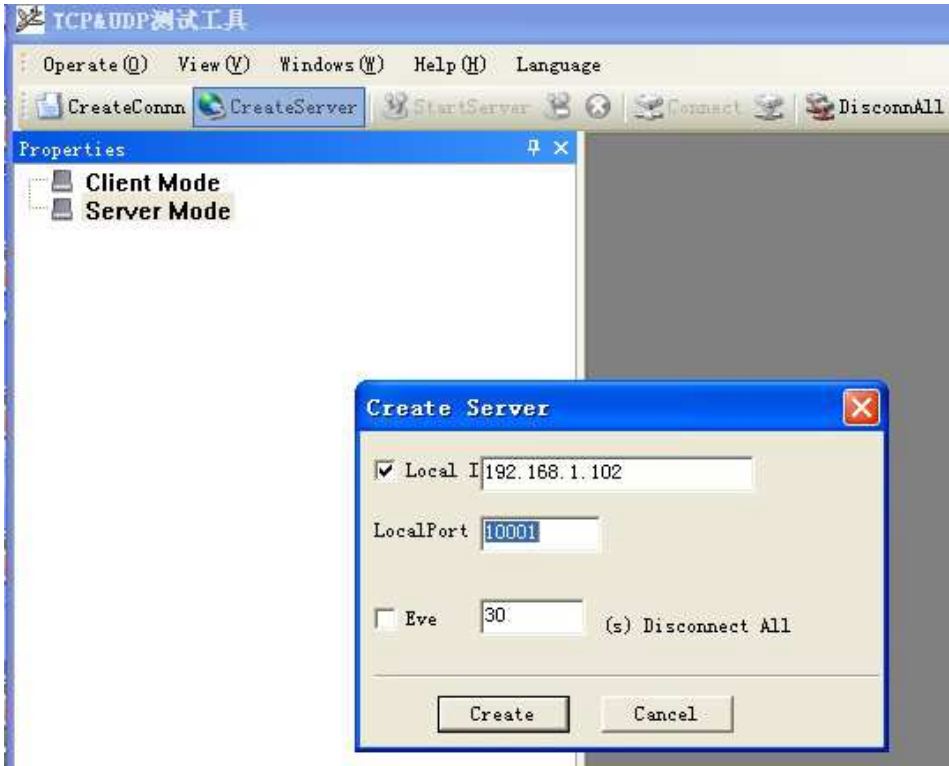 TCP&UDP测试工具
Operate(O) View(V) Windows(W) Help(H) Language
CreateConnn CreateServer StartServer Connect DisconnAll
Properties
Client Mode
Server Mode
Create Server
Local I 192.168.1.102
LocalPort 10001
Eve 30 (s) Disconnect All
Create Cancel